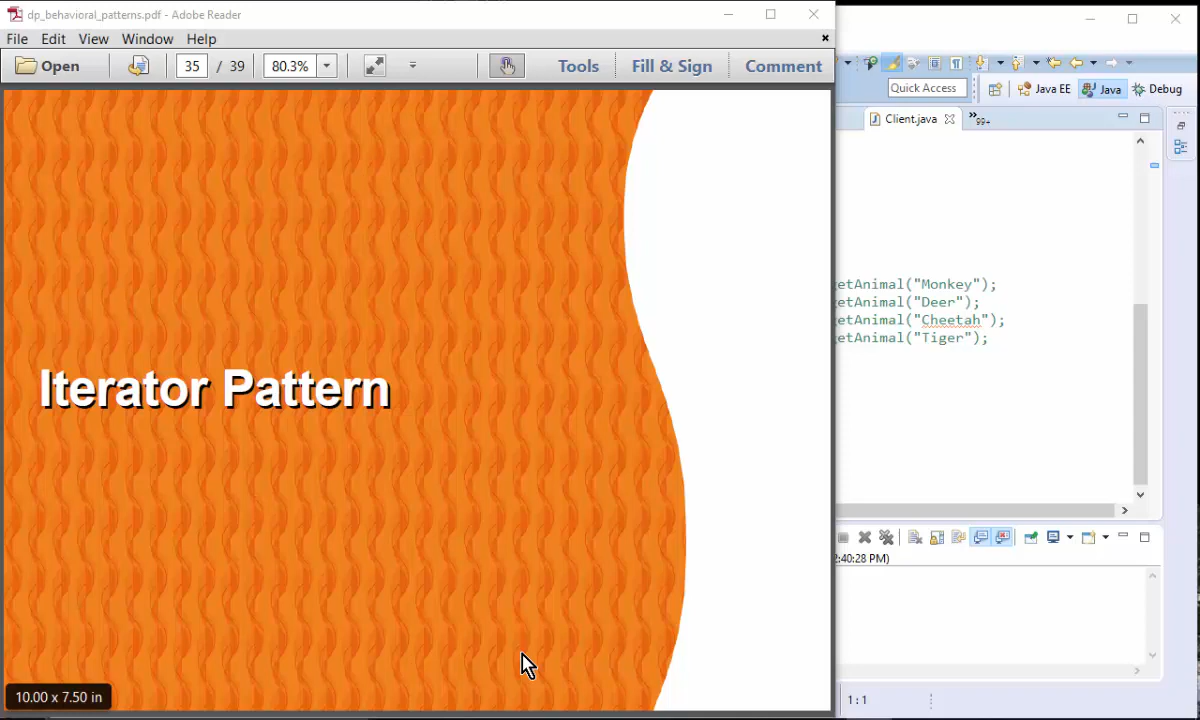 dp_behavioral_patterns.pdf - Adobe Reader
File Edit View Window Help
Open 35 / 39 80.3% Tools Fill & Sign Comment
Iterator Pattern
10.00 x 7.50 in
Quick Access Java EE Java Debug
Client.java 99+
etAnimal("Monkey");
etAnimal("Deer");
etAnimal("Cheetah");
etAnimal("Tiger");
2:40:28 PM)
1:1